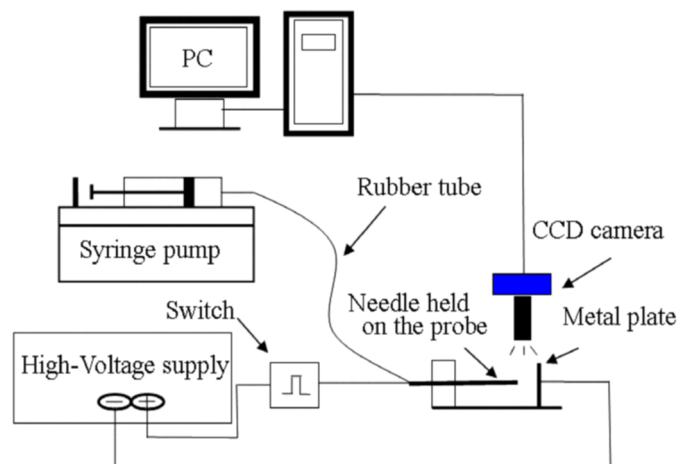 PC
Rubber tube
Syringe pump
CCD camera
Switch
Needle held
on the probe
Metal plate
High-Voltage supply